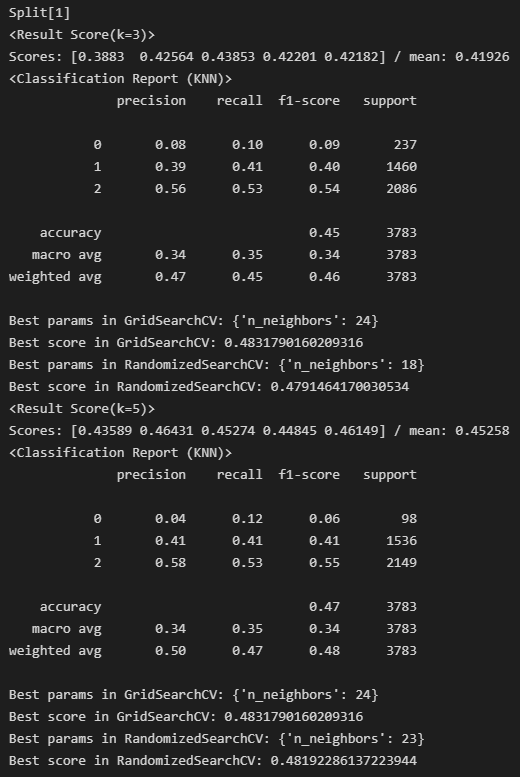 Split[1]
<Result Score(k=3)>
Scores: [0.3883  0.42564 0.43853 0.42201 0.42182] / mean: 0.41926
<Classification Report (KNN)>
              precision    recall  f1-score   support

           0       0.08      0.10      0.09       237
           1       0.39      0.41      0.40      1460
           2       0.56      0.53      0.54      2086

    accuracy                           0.45      3783
   macro avg       0.34      0.35      0.34      3783
weighted avg       0.47      0.45      0.46      3783

Best params in GridSearchCV: {'n_neighbors': 24}
Best score in GridSearchCV: 0.4831790160209316
Best params in RandomizedSearchCV: {'n_neighbors': 18}
Best score in RandomizedSearchCV: 0.4791464170030534
<Result Score(k=5)>
Scores: [0.43589 0.46431 0.45274 0.44845 0.46149] / mean: 0.45258
<Classification Report (KNN)>
              precision    recall  f1-score   support

           0       0.04      0.12      0.06        98
           1       0.41      0.41      0.41      1536
           2       0.58      0.53      0.55      2149

    accuracy                           0.47      3783
   macro avg       0.34      0.35      0.34      3783
weighted avg       0.50      0.47      0.48      3783

Best params in GridSearchCV: {'n_neighbors': 24}
Best score in GridSearchCV: 0.4831790160209316
Best params in RandomizedSearchCV: {'n_neighbors': 23}
Best score in RandomizedSearchCV: 0.48192286137223944